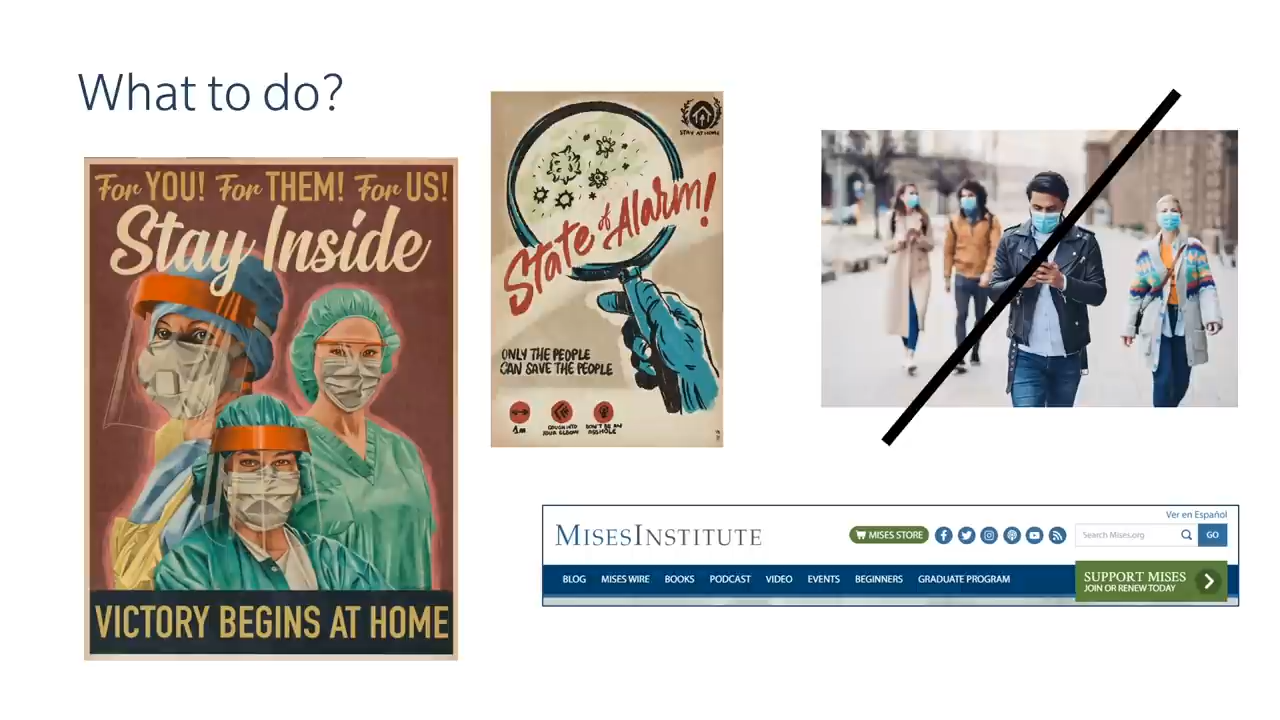 What to do?
For YOU! For THEM! For US!
Stay Inside
VICTORY BEGINS AT HOME
STAY AT HOME
State of Alarm!
ONLY THE PEOPLE
CAN SAVE THE PEOPLE
1m
COUGH INTO
YOUR ELBOW
DON'T BE AN
ASSHOLE
Ver en Español
MISESINSTITUTE
MISES STORE
Search Mises.org
GO
BLOG MISES WIRE BOOKS PODCAST VIDEO EVENTS BEGINNERS GRADUATE PROGRAM
SUPPORT MISES
JOIN OR RENEW TODAY